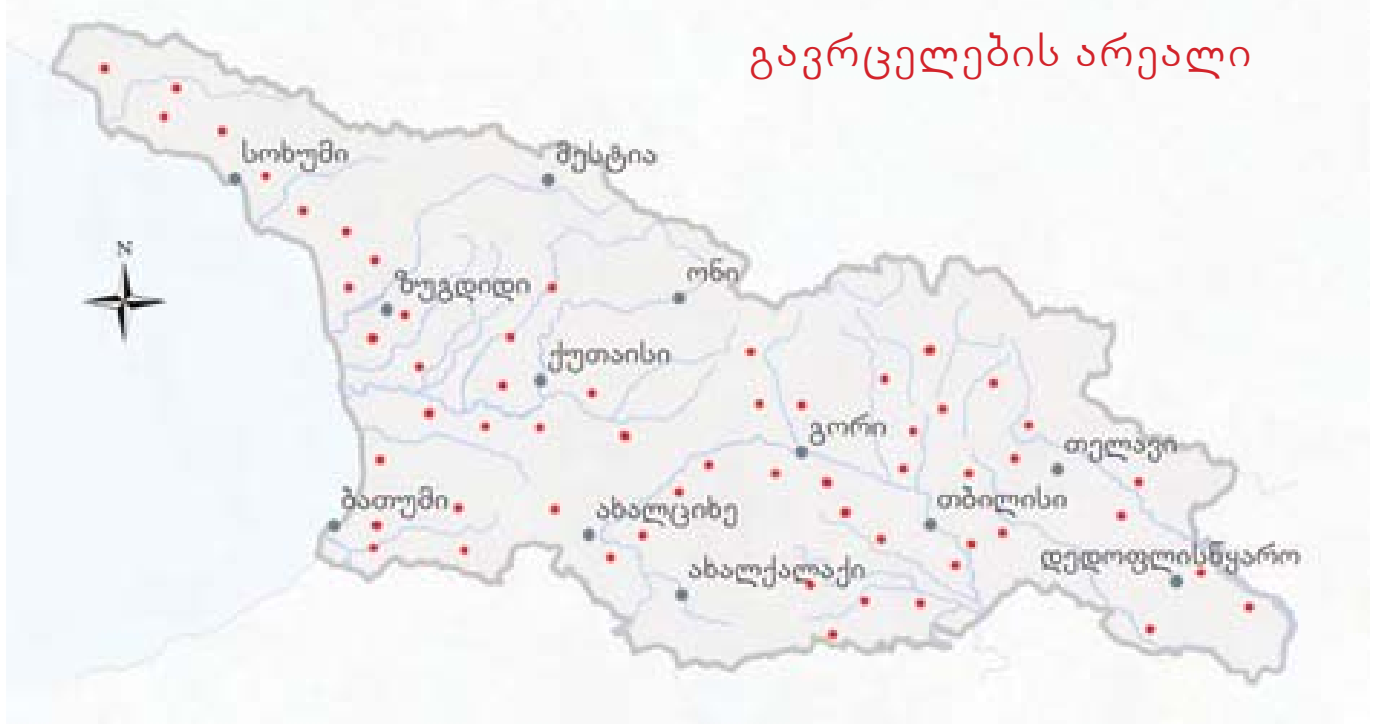 გავრცელების არეალი
სოხუმი
მესტია
N
ზუგდიდი
ონი
ქუთაისი
გორი
თელავი
ბათუმი
ახალციხე
თბილისი
ახალქალაქი
დედოფლისწყარო